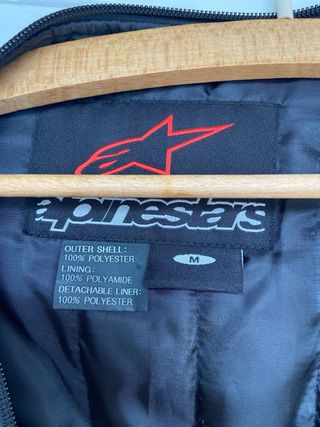 alpinestars
M
OUTER SHELL:
100% POLYESTER
LINING:
100% POLYAMIDE
DETACHABLE LINER:
100% POLYESTER